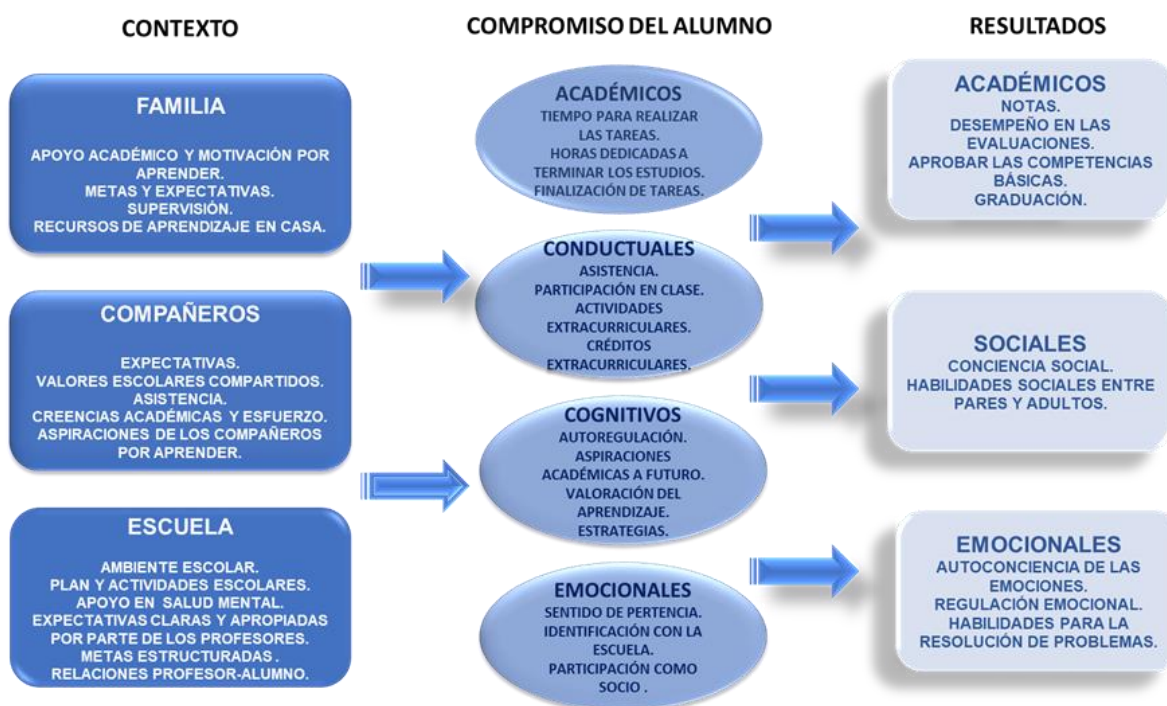 CONTEXTO
FAMILIA
APOYO ACADÉMICO Y MOTIVACIÓN POR
APRENDER.
METAS Y EXPECTATIVAS.
SUPERVISIÓN.
RECURSOS DE APRENDIZAJE EN CASA.
COMPAÑEROS
EXPECTATIVAS.
VALORES ESCOLARES COMPARTIDOS.
ASISTENCIA.
CREENCIAS ACADÉMICAS Y ESFUERZO.
ASPIRACIONES DE LOS COMPAÑEROS
POR APRENDER.
ESCUELA
AMBIENTE ESCOLAR.
PLAN Y ACTIVIDADES ESCOLARES.
APOYO EN SALUD MENTAL.
EXPECTATIVAS CLARAS Y APROPIADAS
POR PARTE DE LOS PROFESORES.
METAS ESTRUCTURADAS .
RELACIONES PROFESOR-ALUMNO.
COMPROMISO DEL ALUMNO
ACADÉMICOS
TIEMPO PARA REALIZAR
LAS TAREAS.
HORAS DEDICADAS A
TERMINAR LOS ESTUDIOS.
FINALIZACIÓN DE TAREAS.
CONDUCTUALES
ASISTENCIA.
PARTICIPACIÓN EN CLASE.
ACTIVIDADES
EXTRACURRICULARES.
CRÉDITOS
EXTRACURRICULARES.
COGNITIVOS
AUTOREGULACIÓN.
ASPIRACIONES
ACADÉMICAS A FUTURO.
VALORACIÓN DEL
APRENDIZAJE.
ESTRATEGIAS.
EMOCIONALES
SENTIDO DE PERTENCIA.
IDENTIFICACIÓN CON LA
ESCUELA.
PARTICIPACIÓN COMO
SOCIO .
RESULTADOS
ACADÉMICOS
NOTAS.
DESEMPEÑO EN LAS
EVALUACIONES.
APROBAR LAS COMPETENCIAS
BÁSICAS.
GRADUACIÓN.
SOCIALES
CONCIENCIA SOCIAL.
HABILIDADES SOCIALES ENTRE
PARES Y ADULTOS.
EMOCIONALES
AUTOCONCIENCIA DE LAS
EMOCIONES.
REGULACIÓN EMOCIONAL.
HABILIDADES PARA LA
RESOLUCIÓN DE PROBLEMAS.